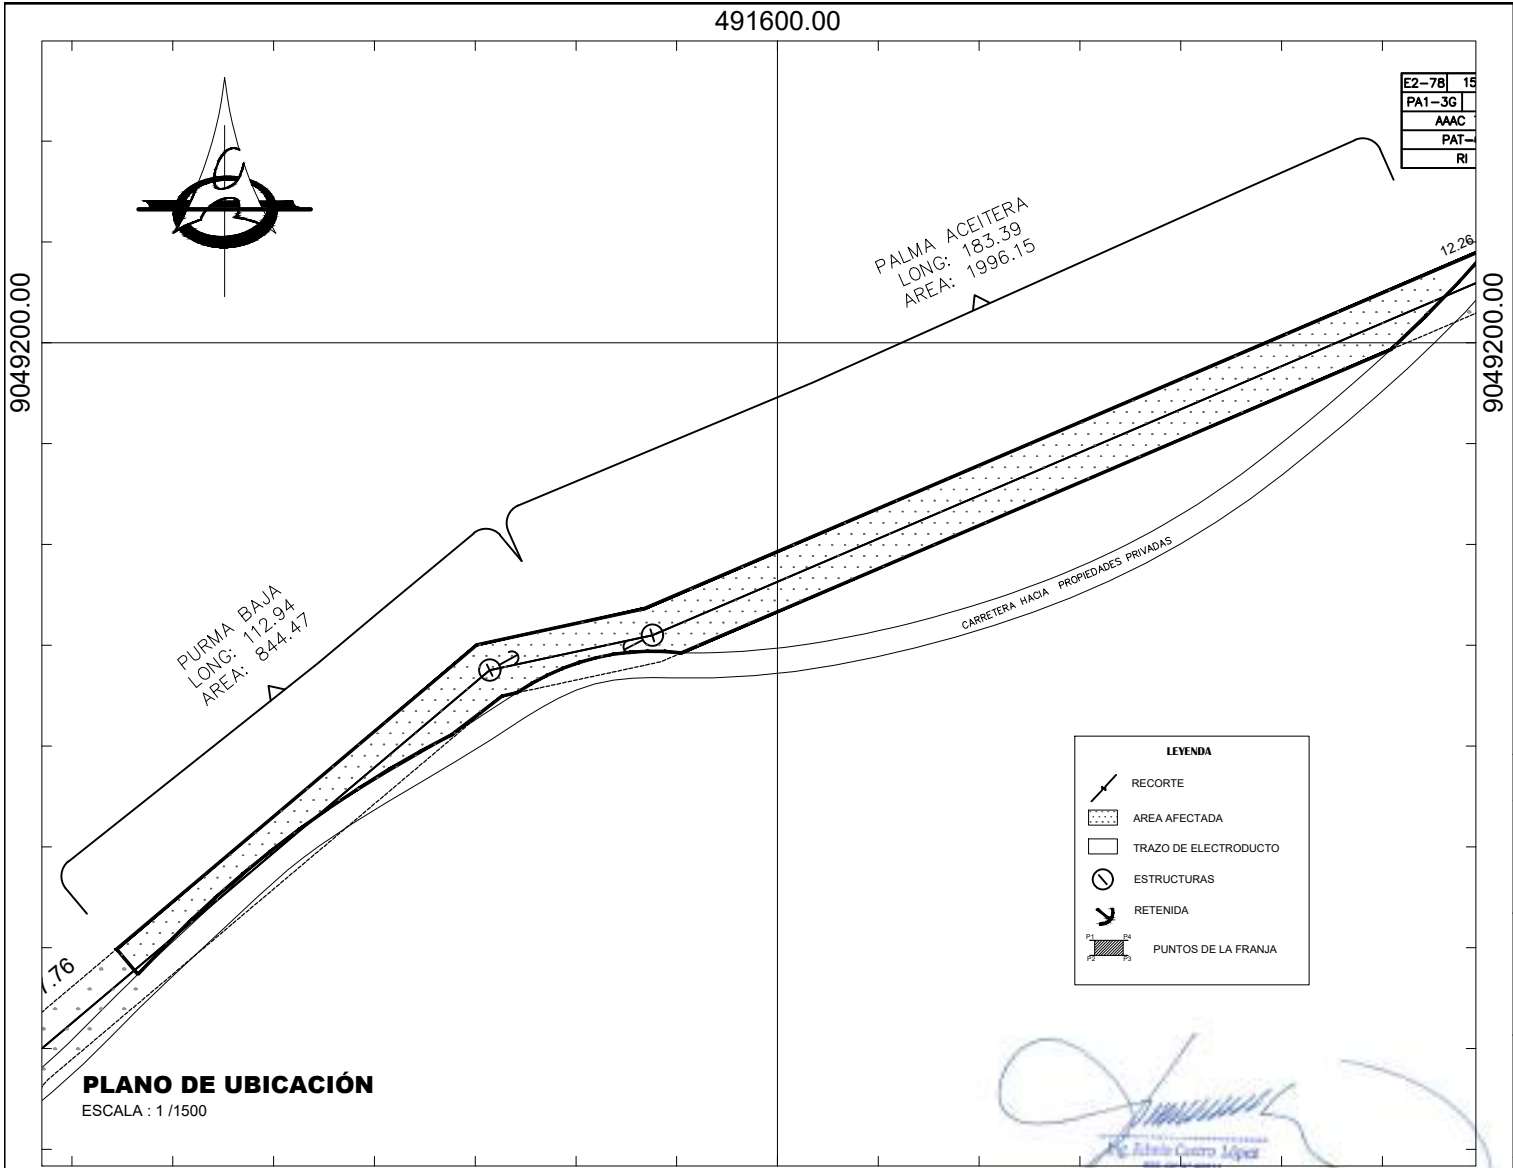 491600.00
E2-78 15
PA1-3G
AAAC
PAT-
RI
PALMA ACEITERA
LONG: 183.39
AREA: 1996.15
12.26
9049200.00
9049200.00
PURMA BAJA
LONG: 112.94
AREA: 844.47
CARRETERA HACIA PROPIEDADES PRIVADAS
LEYENDA
RECORTE
AREA AFECTADA
TRAZO DE ELECTRODUCTO
ESTRUCTURAS
RETENIDA
P1 P4
P2 P3
PUNTOS DE LA FRANJA
.76
PLANO DE UBICACIÓN
ESCALA : 1 /1500
Castro López